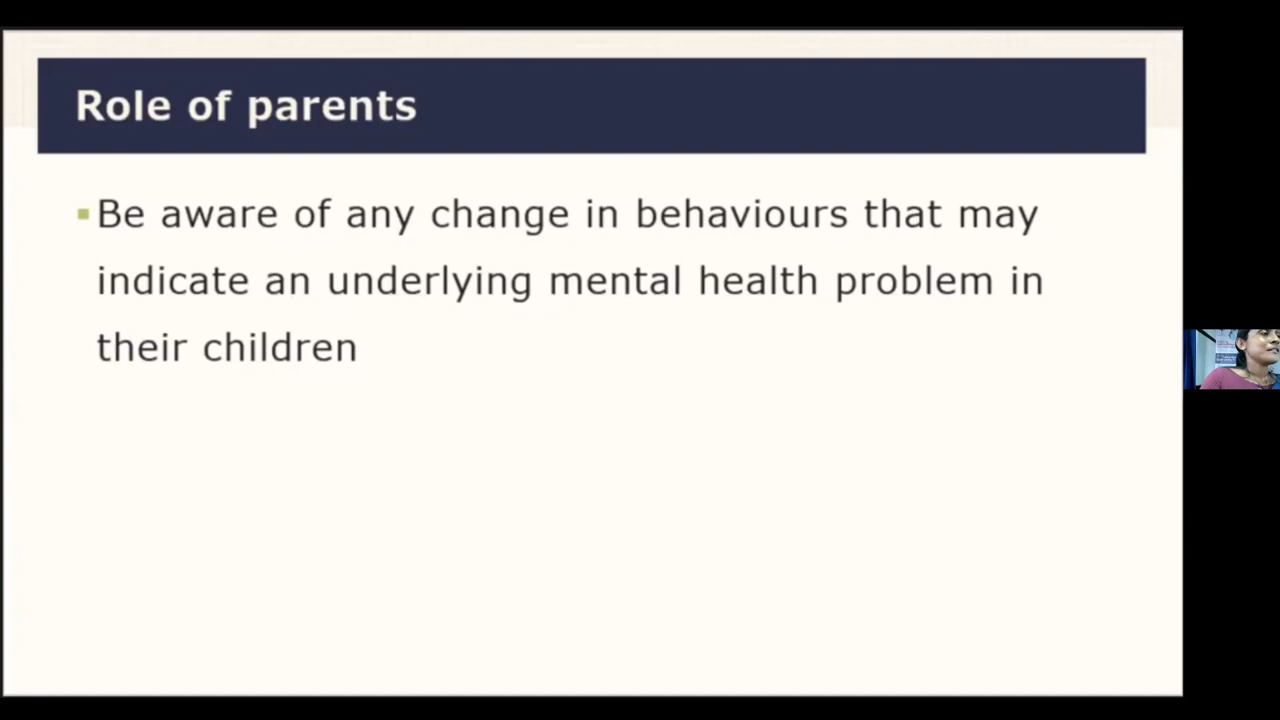 Role of parents
Be aware of any change in behaviours that may
indicate an underlying mental health problem in
their children